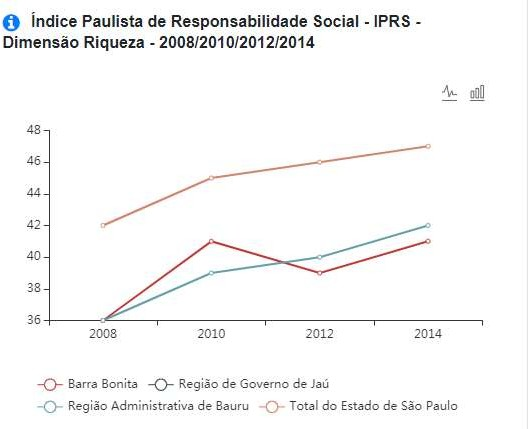 Índice Paulista de Responsabilidade Social - IPRS -
Dimensão Riqueza - 2008/2010/2012/2014
48
46
44
42
40
38
36
2008 2010 2012 2014
Barra Bonita Região de Governo de Jaú
Região Administrativa de Bauru Total do Estado de São Paulo